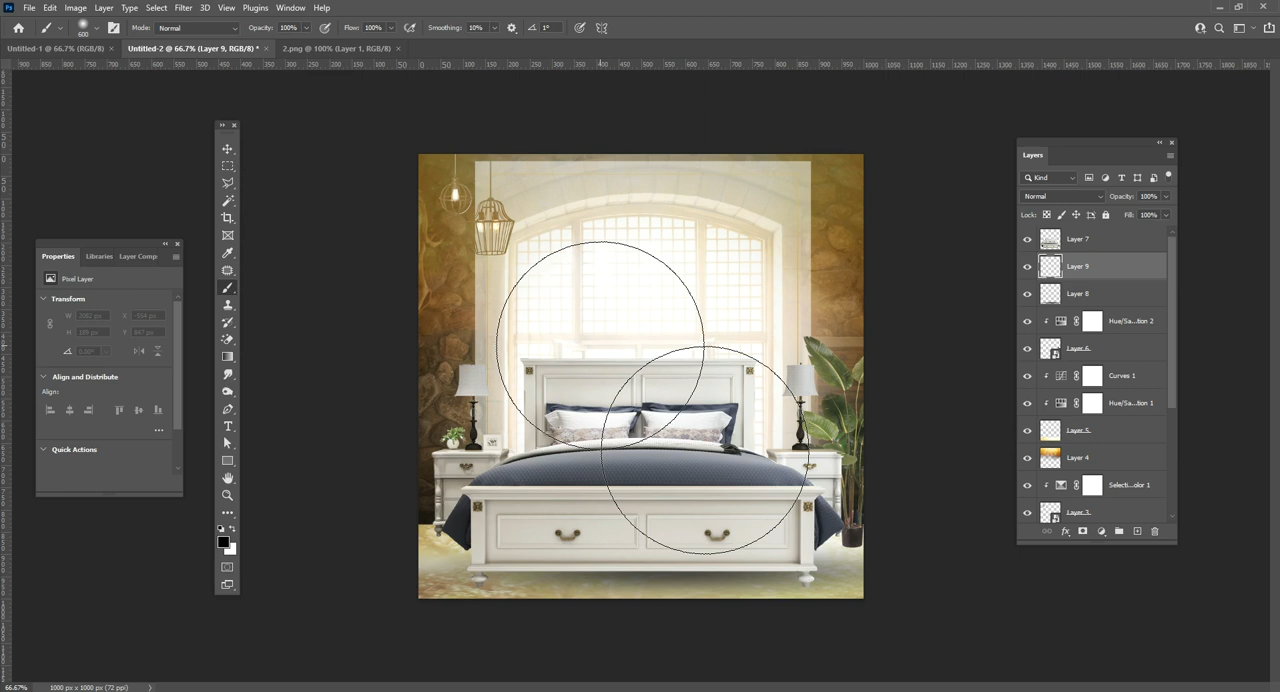 File Edit Image Layer Type Select Filter 3D View Plugins Window Help
Mode: Normal Opacity: 100% Flow: 100% Smoothing: 10% 1°
600
Untitled-1 @ 66.7% (RGB/8) × Untitled-2 @ 66.7% (Layer 9, RGB/8) * × 2.png @ 100% (Layer 1, RGB/8) ×
Properties Libraries Layer Comp
Pixel Layer
Transform
W
H
X
Y
Align and Distribute
Align:
Quick Actions
Layers
Kind
Normal Opacity: 100%
Lock: Fill: 100%
Layer 7
Layer 9
Layer 8
Hue/Sa...tion 2
Layer 6
Curves 1
Hue/Sa...tion 1
Layer 5
Layer 4
Selecti...olor 1
Layer 3
66.67% 1000 px x 1000 px (72 ppi)